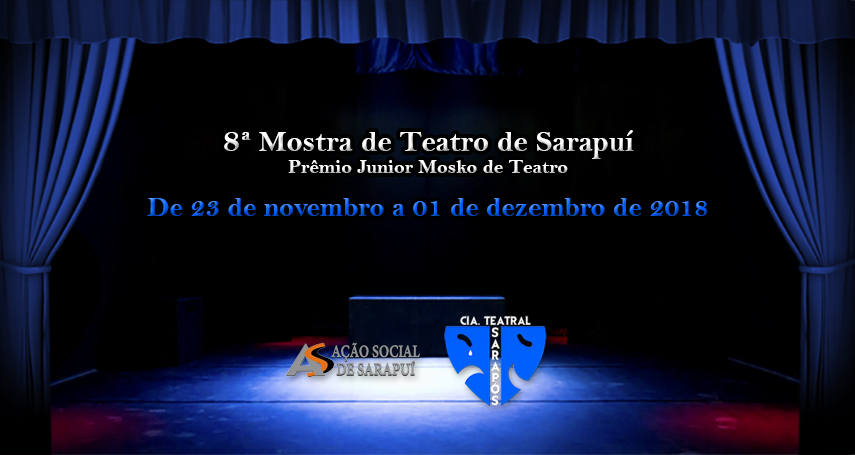 8ª Mostra de Teatro de Sarapuí
Prêmio Junior Mosko de Teatro
De 23 de novembro a 01 de dezembro de 2018
CIA. TEATRAL
SARAPOS
AS AÇÃO SOCIAL
DE SARAPUÍ